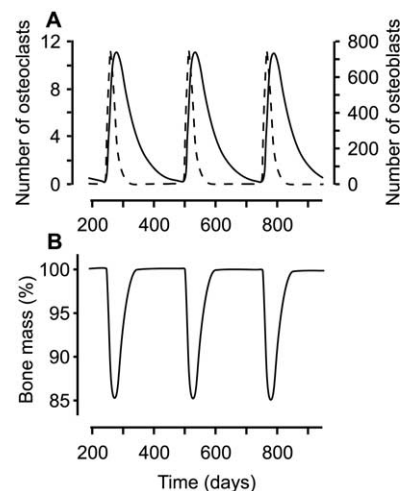 A
Number of osteoclasts
12
8
4
0
800
600
400
200
0
Number of osteoblasts
200 400 600 800
B
Bone mass (%)
100
95
90
85
200 400 600 800
Time (days)